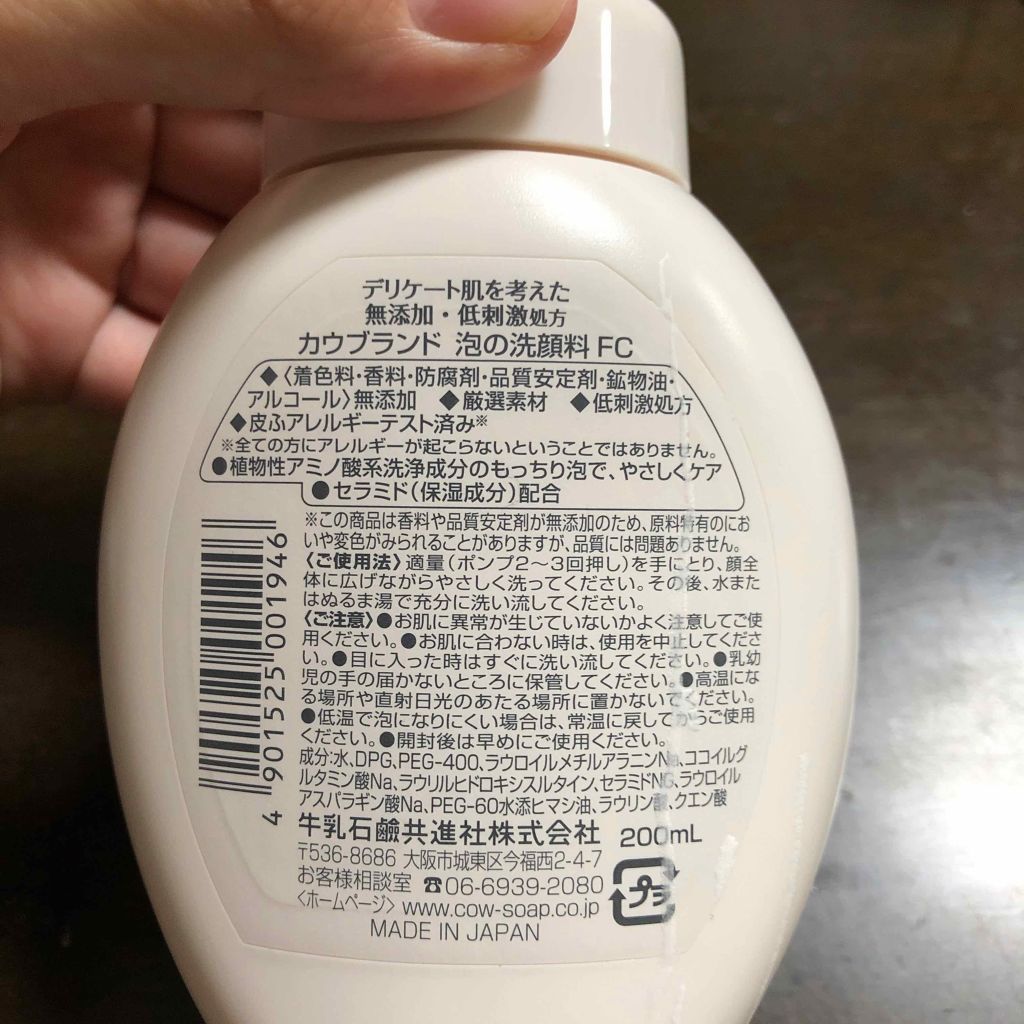 デリケート肌を考えた
無添加・低刺激処方
カウブランド 泡の洗顔料 FC
◆〈着色料・香料・防腐剤・品質安定剤・鉱物油・
アルコール〉無添加 ◆厳選素材 ◆低刺激処方
◆皮ふアレルギーテスト済み※
※全ての方にアレルギーが起こらないということではありません。
●植物性アミノ酸系洗浄成分のもっちり泡で、やさしくケア
●セラミド(保湿成分)配合
※この商品は香料や品質安定剤が無添加のため、原料特有のにお
いや変色がみられることがありますが、品質には問題ありません。
〈ご使用法〉適量(ポンプ2〜3回押し)を手にとり、顔全
体に広げながらやさしく洗ってください。その後、水また
はぬるま湯で充分に洗い流してください。
〈ご注意〉●お肌に異常が生じていないかよく注意してご使
用ください。●お肌に合わない時は、使用を中止してくださ
い。●目に入った時はすぐに洗い流してください。●乳幼
児の手の届かないところに保管してください。●高温にな
る場所や直射日光のあたる場所に置かないでください。
●低温で泡になりにくい場合は、常温に戻してからご使用
ください。●開封後は早めにご使用ください。
成分:水、DPG、PEG-400、ラウロイルメチルアラニンNa、ココイルグ
ルタミン酸Na、ラウリルヒドロキシスルタイン、セラミドNG、ラウロイル
アスパラギン酸Na、PEG-60水添ヒマシ油、ラウリン酸、クエン酸
牛乳石鹼共進社株式会社 200mL
〒536-8686 大阪市城東区今福西2-4-7
お客様相談室 ☎06-6939-2080
〈ホームページ〉 www.cow-soap.co.jp
プラ
MADE IN JAPAN
4 901525 001946